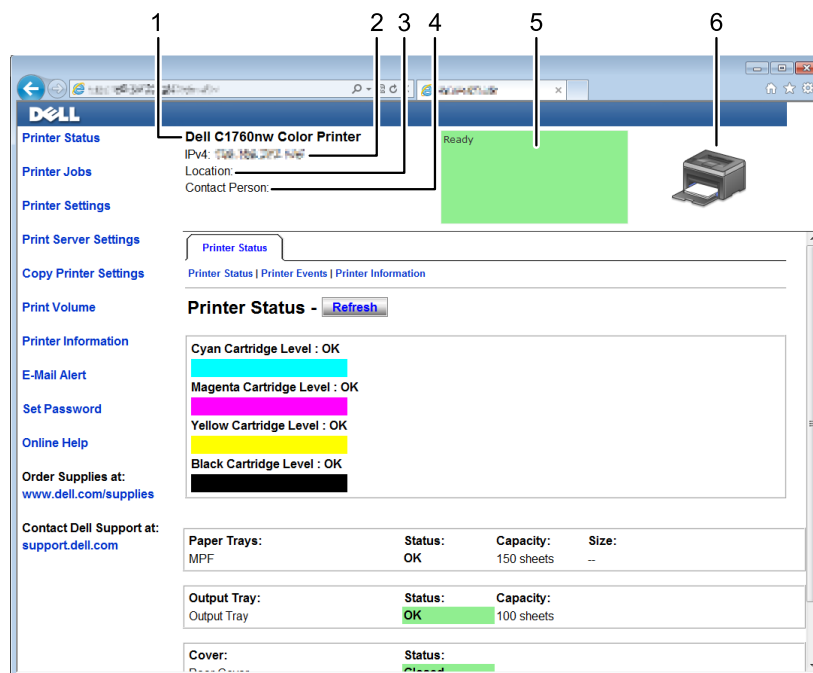 1 2 3 4 5 6
DELL
Printer Status
Printer Jobs
Printer Settings
Print Server Settings
Copy Printer Settings
Print Volume
Printer Information
E-Mail Alert
Set Password
Online Help
Order Supplies at:
www.dell.com/supplies
Contact Dell Support at:
support.dell.com
Dell C1760nw Color Printer
IPv4:
Location:
Contact Person:
Ready
Printer Status
Printer Status | Printer Events | Printer Information
Printer Status - Refresh
Cyan Cartridge Level : OK
Magenta Cartridge Level : OK
Yellow Cartridge Level : OK
Black Cartridge Level : OK
Paper Trays: Status: Capacity: Size:
MPF OK 150 sheets --
Output Tray: Status: Capacity:
Output Tray OK 100 sheets
Cover: Status:
Rear Cover Closed